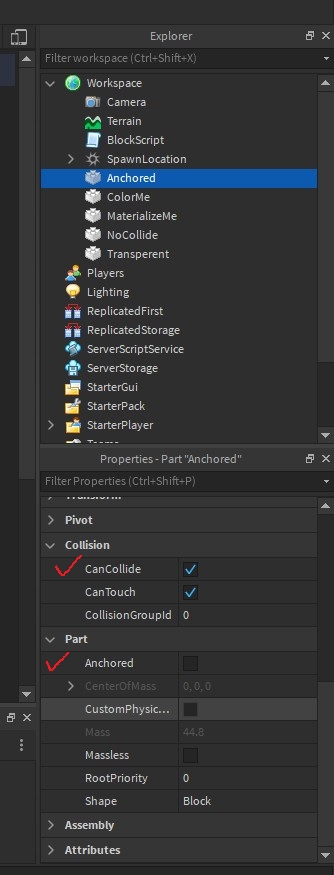 Explorer
Filter workspace (Ctrl+Shift+X)
Workspace
Camera
Terrain
BlockScript
SpawnLocation
Anchored
ColorMe
MaterializeMe
NoCollide
Transperent
Players
Lighting
ReplicatedFirst
ReplicatedStorage
ServerScriptService
ServerStorage
StarterGui
StarterPack
StarterPlayer
Properties - Part "Anchored"
Filter Properties (Ctrl+Shift+P)
Transform
Pivot
Collision
CanCollide
CanTouch
CollisionGroupId 0
Part
Anchored
CenterOfMass 0, 0, 0
CustomPhysic...
Mass 44.8
Massless
RootPriority 0
Shape Block
Assembly
Attributes